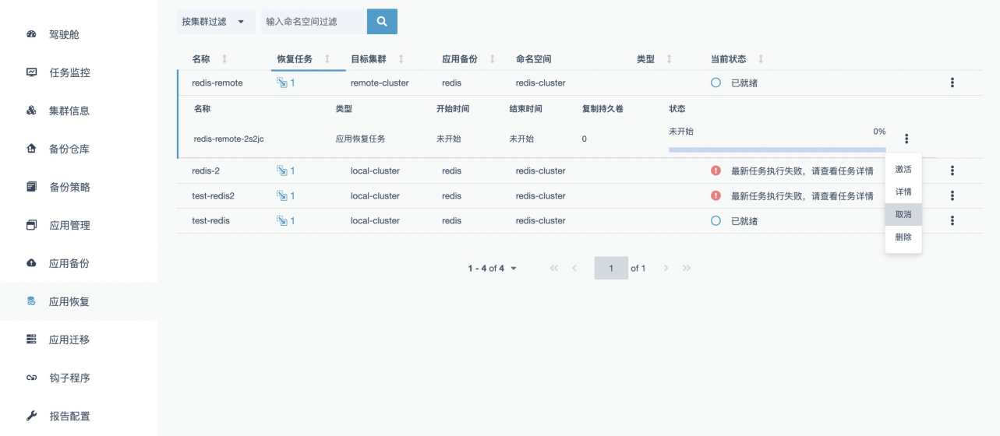 驾驶舱
任务监控
集群信息
备份仓库
备份策略
应用管理
应用备份
应用恢复
应用迁移
钩子程序
报告配置
按集群过滤 输入命名空间过滤
名称 恢复任务 目标集群 应用备份 命名空间 类型 当前状态
redis-remote 1 remote-cluster redis redis-cluster 已就绪
名称 类型 开始时间 结束时间 复制持久卷 状态
redis-remote-2s2jc 应用恢复任务 未开始 未开始 0 未开始 0%
redis-2 1 local-cluster redis redis-cluster 最新任务执行失败，请查看任务详情
test-redis2 1 local-cluster redis redis-cluster 最新任务执行失败，请查看任务详情
test-redis 1 local-cluster redis redis-cluster 已就绪
激活
详情
取消
删除
1 - 4 of 4 1 of 1